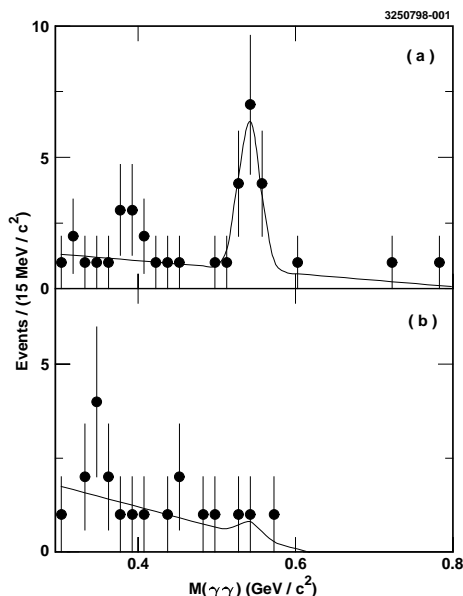 3250798-001
10
( a )
5
0
( b )
5
0
0.4
0.6
0.8
Events / (15 MeV / c²)
M(γγ) (GeV / c²)